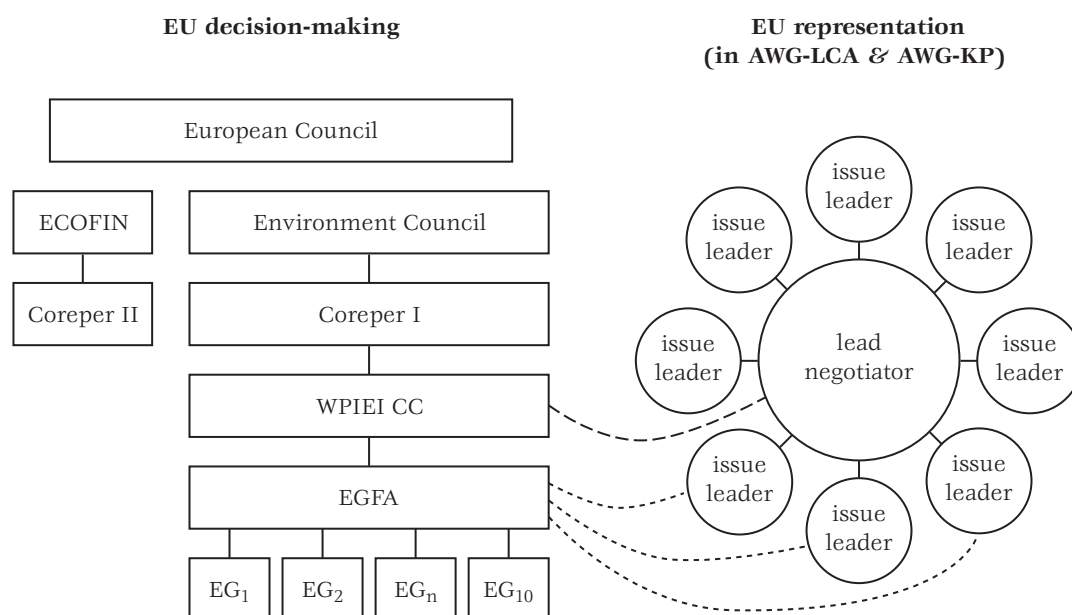 EU decision-making
EU representation
(in AWG-LCA & AWG-KP)
European Council
ECOFIN
Environment Council
Coreper II
Coreper I
WPIEI CC
EGFA
EG1
EG2
EGn
EG10
issue
leader
issue
leader
issue
leader
issue
leader
lead
negotiator
issue
leader
issue
leader
issue
leader
issue
leader